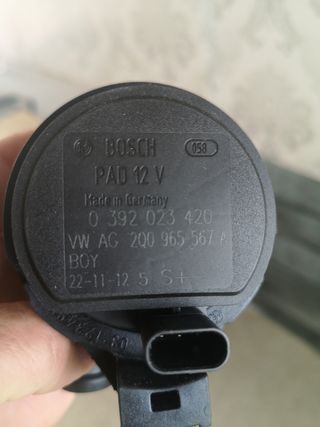 BOSCH 058
PAD 12 V
Made in Germany
0 392 023 420
VW AG 2Q0 965 567 A
BOY
22-11-12 5 S+